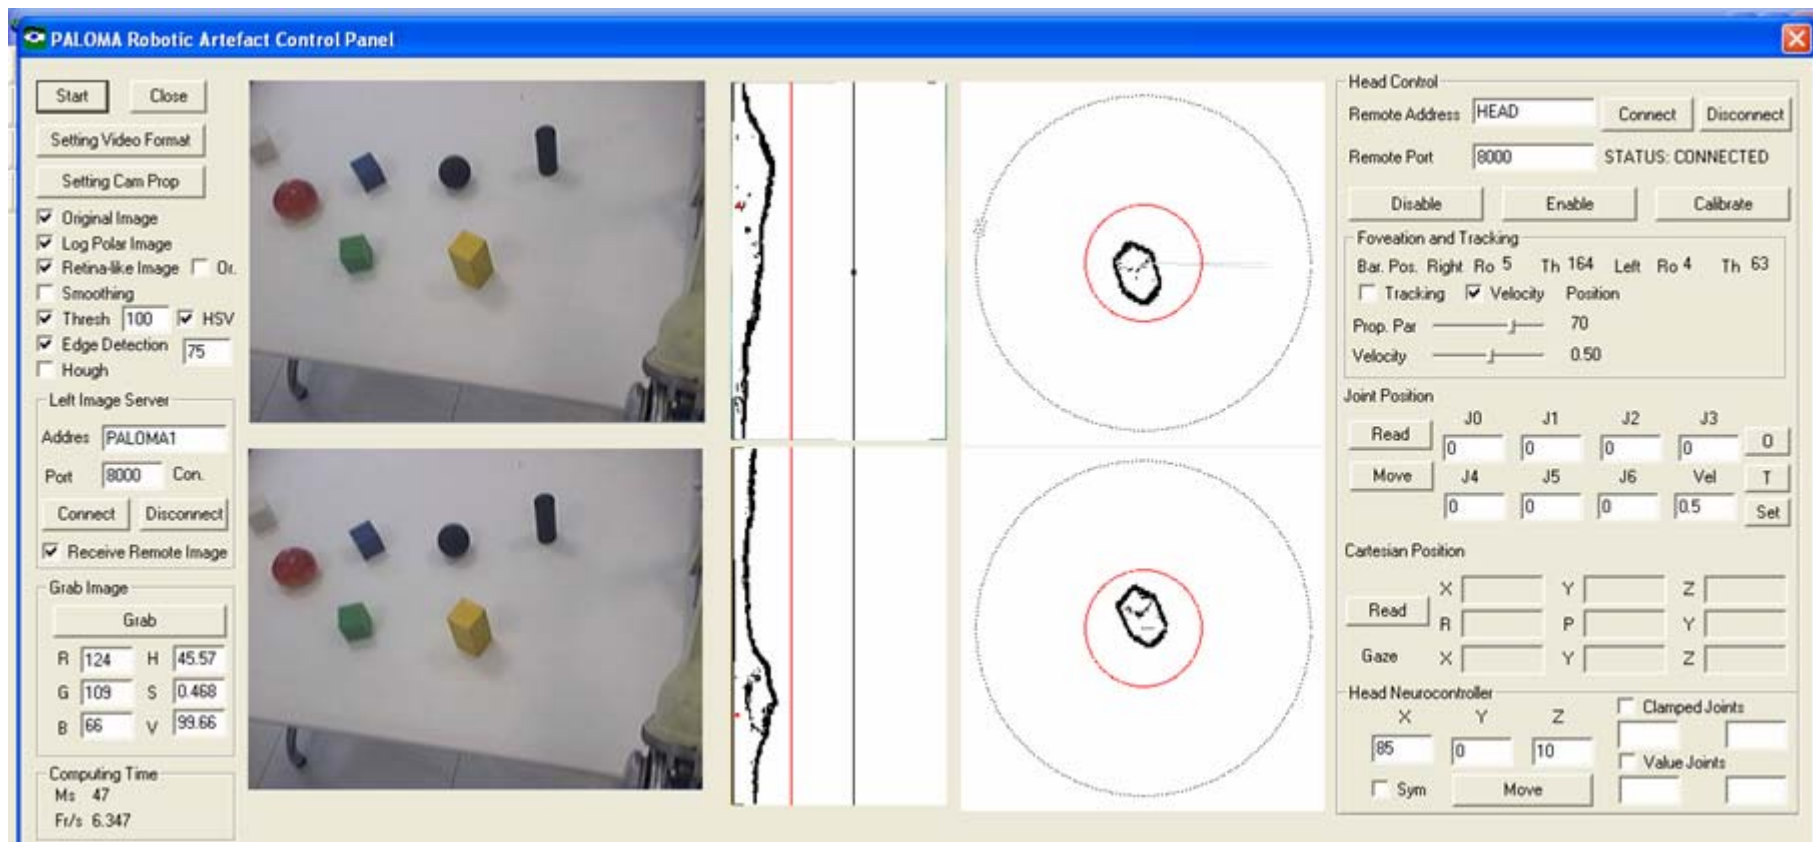 PALOMA Robotic Artefact Control Panel
Start Close
Setting Video Format
Setting Cam Prop
Original Image
Log Polar Image
Retina-like Image Or.
Smoothing
Thresh 100 HSV
Edge Detection 75
Hough
Left Image Server
Addres PALOMA1
Port 8000 Con.
Connect Disconnect
Receive Remote Image
Grab Image
Grab
R 124 H 45.57
G 109 S 0.468
B 66 V 99.66
Computing Time
Ms 47
Fr/s 6.347
Head Control
Remote Address HEAD Connect Disconnect
Remote Port 8000 STATUS: CONNECTED
Disable Enable Calibrate
Foveation and Tracking
Bar. Pos. Right Ro 5 Th 164 Left Ro 4 Th 63
Tracking Velocity Position
Prop. Par 70
Velocity 0.50
Joint Position
J0 J1 J2 J3
Read 0 0 0 0 0
Move J4 J5 J6 Vel T
0 0 0 0.5 Set
Cartesian Position
X Y Z
Read
R P Y
Gaze X Y Z
Head Neurocontroller
X Y Z Clamped Joints
85 0 10
Value Joints
Sym Move